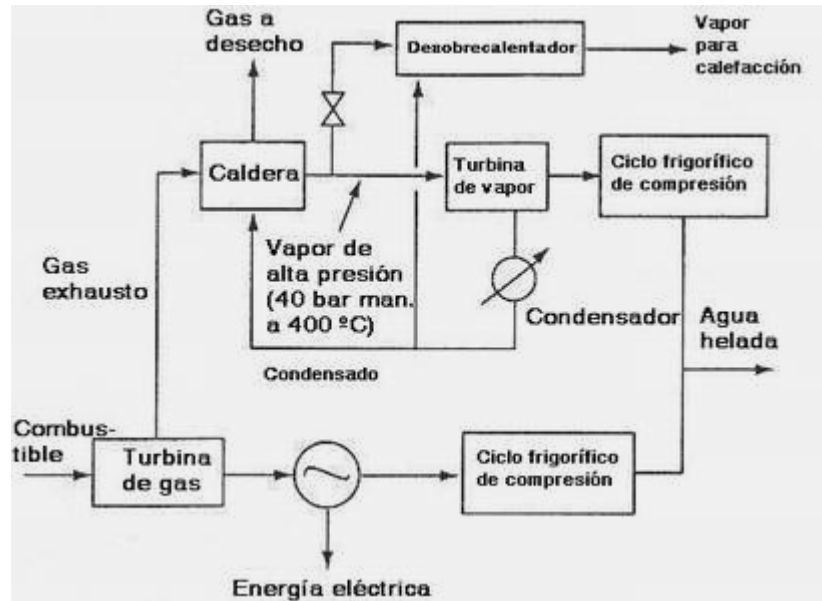 Gas a
desecho
Desobrecalentador
Vapor
para
calefacción
Caldera
Turbina
de vapor
Ciclo frigorífico
de compresión
Gas
exhausto
Vapor de
alta presión
(40 bar man.
a 400 ºC)
Condensador
Agua
helada
Condensado
Combus-
tible
Turbina
de gas
Ciclo frigorífico
de compresión
Energía eléctrica